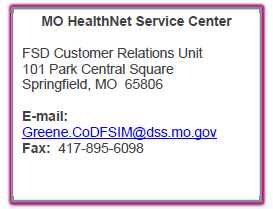 MO HealthNet Service Center
FSD Customer Relations Unit
101 Park Central Square
Springfield, MO  65806
E-mail:
Greene.CoDFSIM@dss.mo.gov
Fax:  417-895-6098